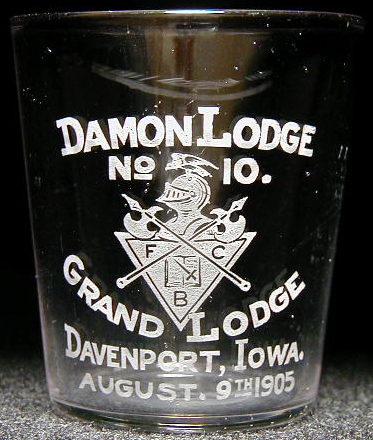 DAMON LODGE
No 10.
F C
B
GRAND LODGE
DAVENPORT, IOWA.
AUGUST. 9TH 1905